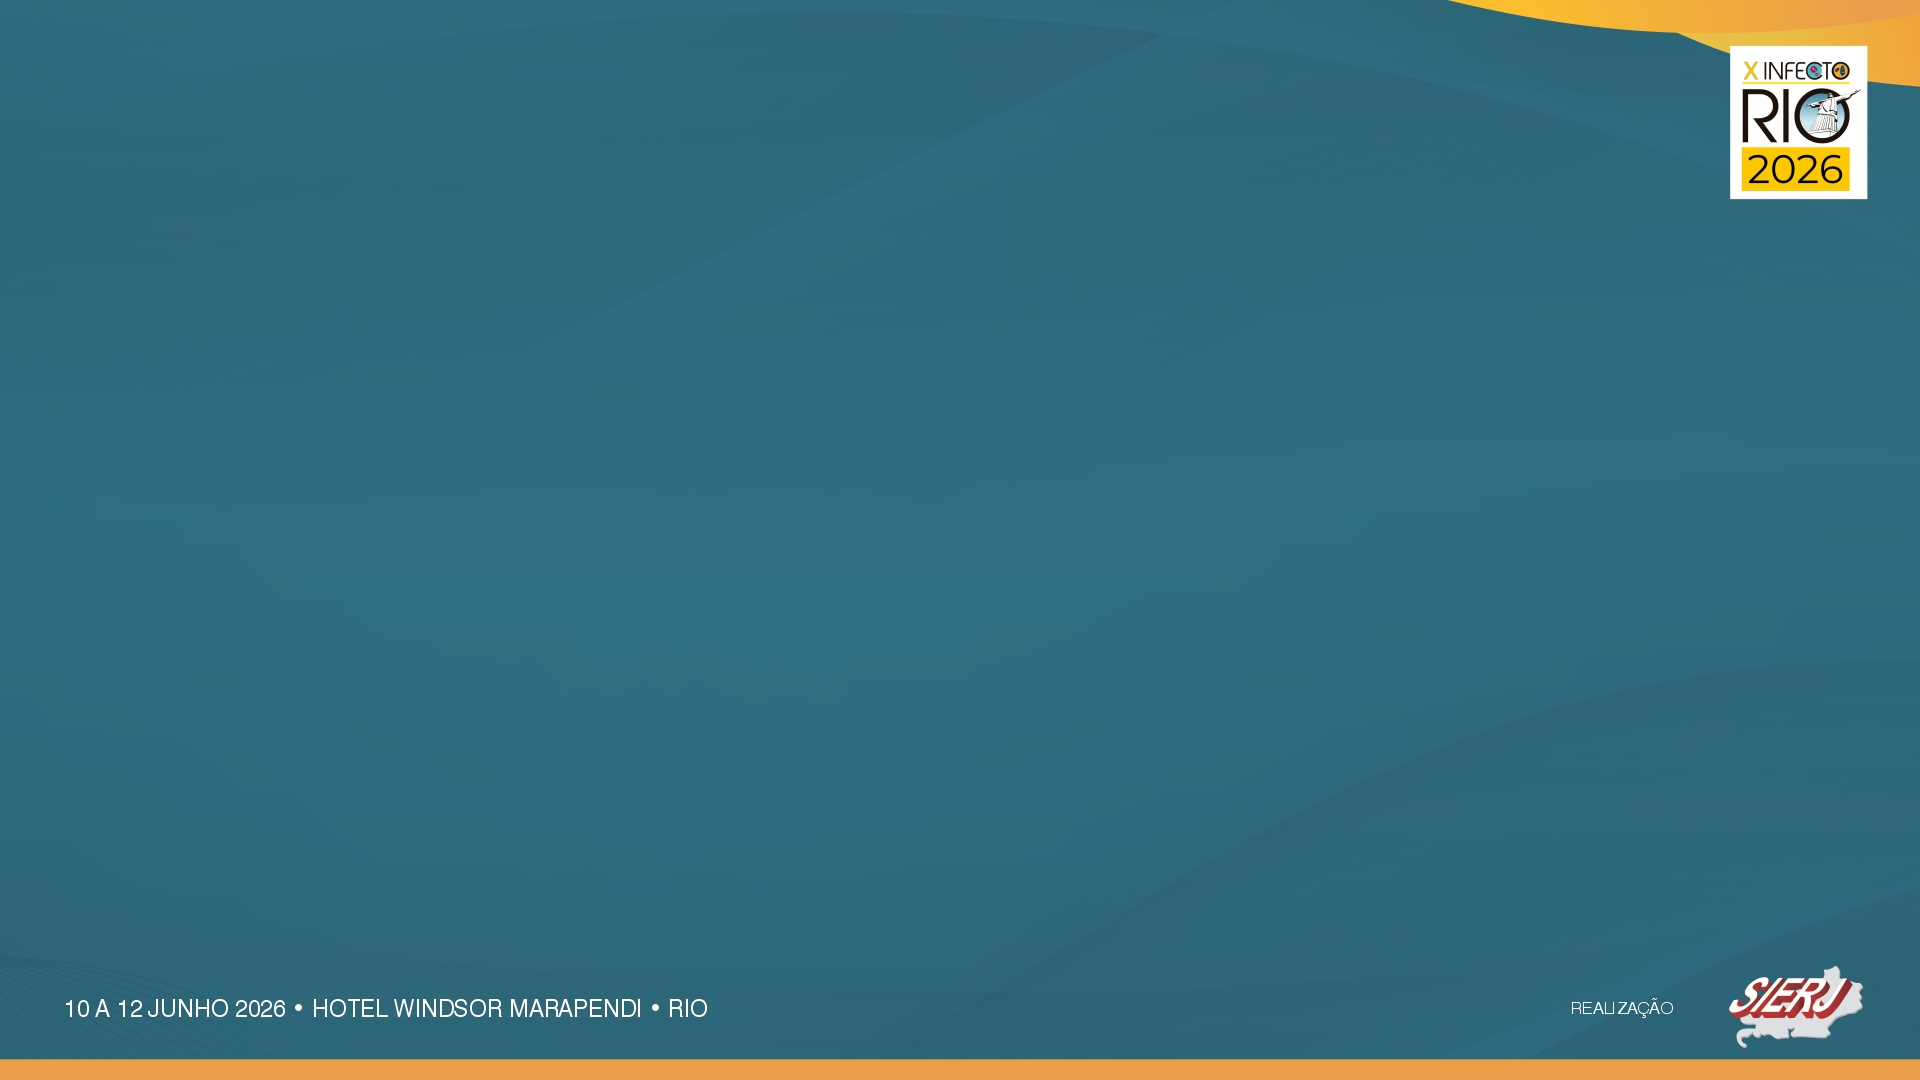 X INFECTO
RIO
2026
10 A 12 JUNHO 2026 • HOTEL WINDSOR MARAPENDI • RIO
REALIZAÇÃO
SIERJ